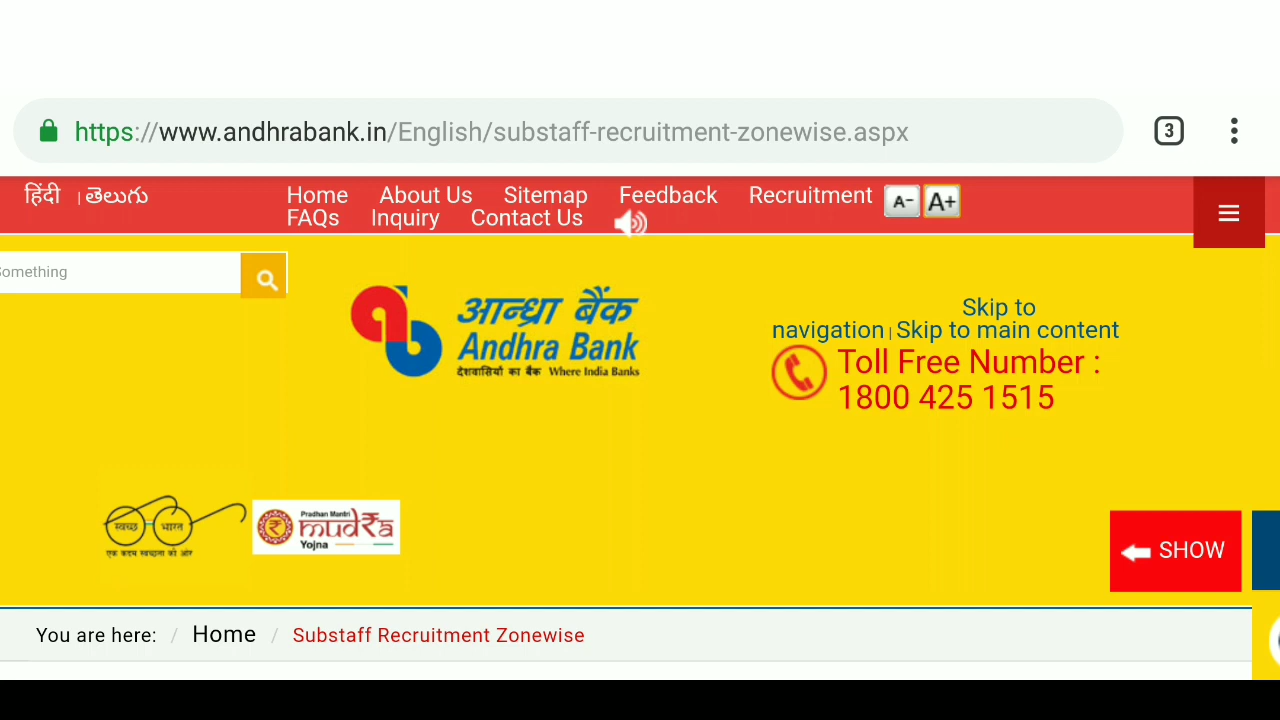 https://www.andhrabank.in/English/substaff-recruitment-zonewise.aspx
3
हिंदी | తెలుగు
Home About Us Sitemap Feedback Recruitment A- A+
FAQs Inquiry Contact Us
Something
आन्ध्रा बैंक
Andhra Bank
देशवासियों का बैंक Where India Banks
Skip to
navigation | Skip to main content
Toll Free Number :
1800 425 1515
स्वच्छ भारत
एक कदम स्वच्छता की ओर
Pradhan Mantri
mudra
Yojna
SHOW
You are here: / Home / Substaff Recruitment Zonewise